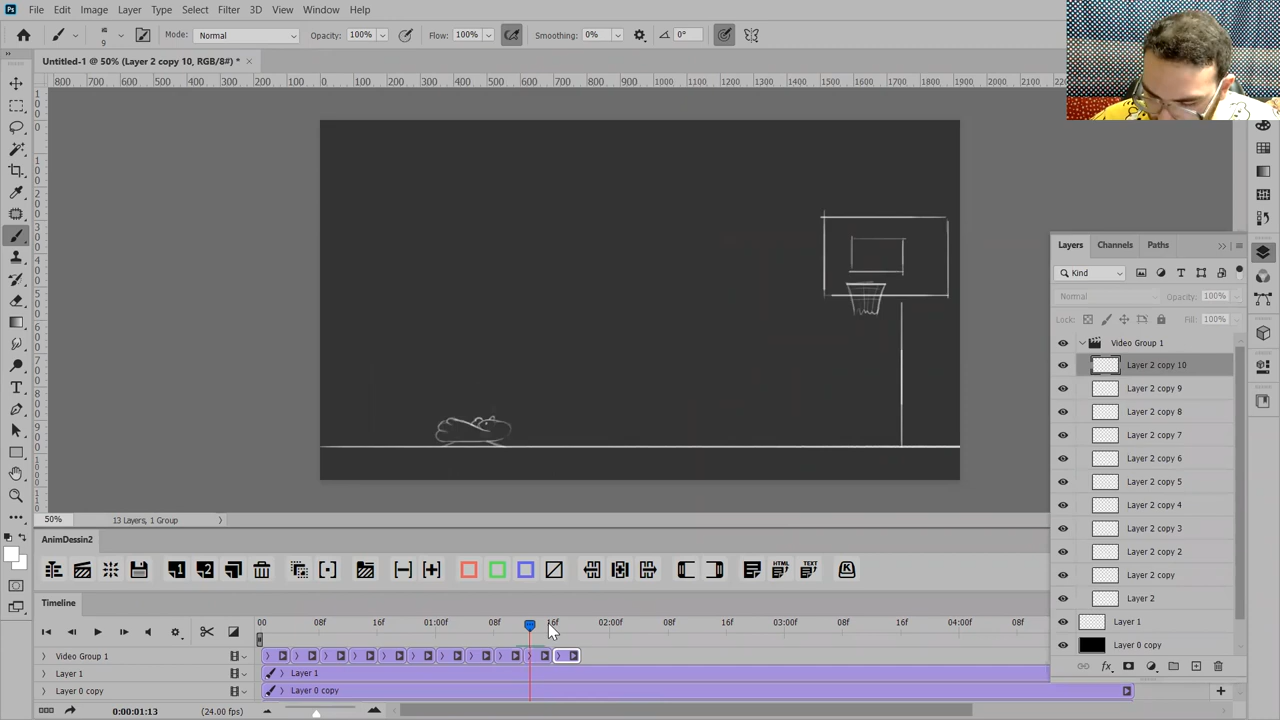 Ps File Edit Image Layer Type Select Filter 3D View Window Help
9 Mode: Normal Opacity: 100% Flow: 100% Smoothing: 0% 0°
Untitled-1 @ 50% (Layer 2 copy 10, RGB/8#) * ×
800 700 600 500 400 300 200 100 0 100 200 300 400 500 600 700 800 900 1000 1100 1200 1300 1400 1500 1600 1700 1800 1900 2000 2100
Layers Channels Paths
Kind
Normal Opacity: 100%
Lock: Fill: 100%
Video Group 1
Layer 2 copy 10
Layer 2 copy 9
Layer 2 copy 8
Layer 2 copy 7
Layer 2 copy 6
Layer 2 copy 5
Layer 2 copy 4
Layer 2 copy 3
Layer 2 copy 2
Layer 2 copy
Layer 2
Layer 1
Layer 0 copy
50% 13 Layers, 1 Group
AnimDessin2
1 2 HTML TEXT K
Timeline
00 08f 16f 01:00f 08f 16f 02:00f 08f 16f 03:00f 08f 16f 04:00f 08f
Video Group 1
Layer 1 Layer 1
Layer 0 copy Layer 0 copy
0:00:01:13 (24.00 fps)